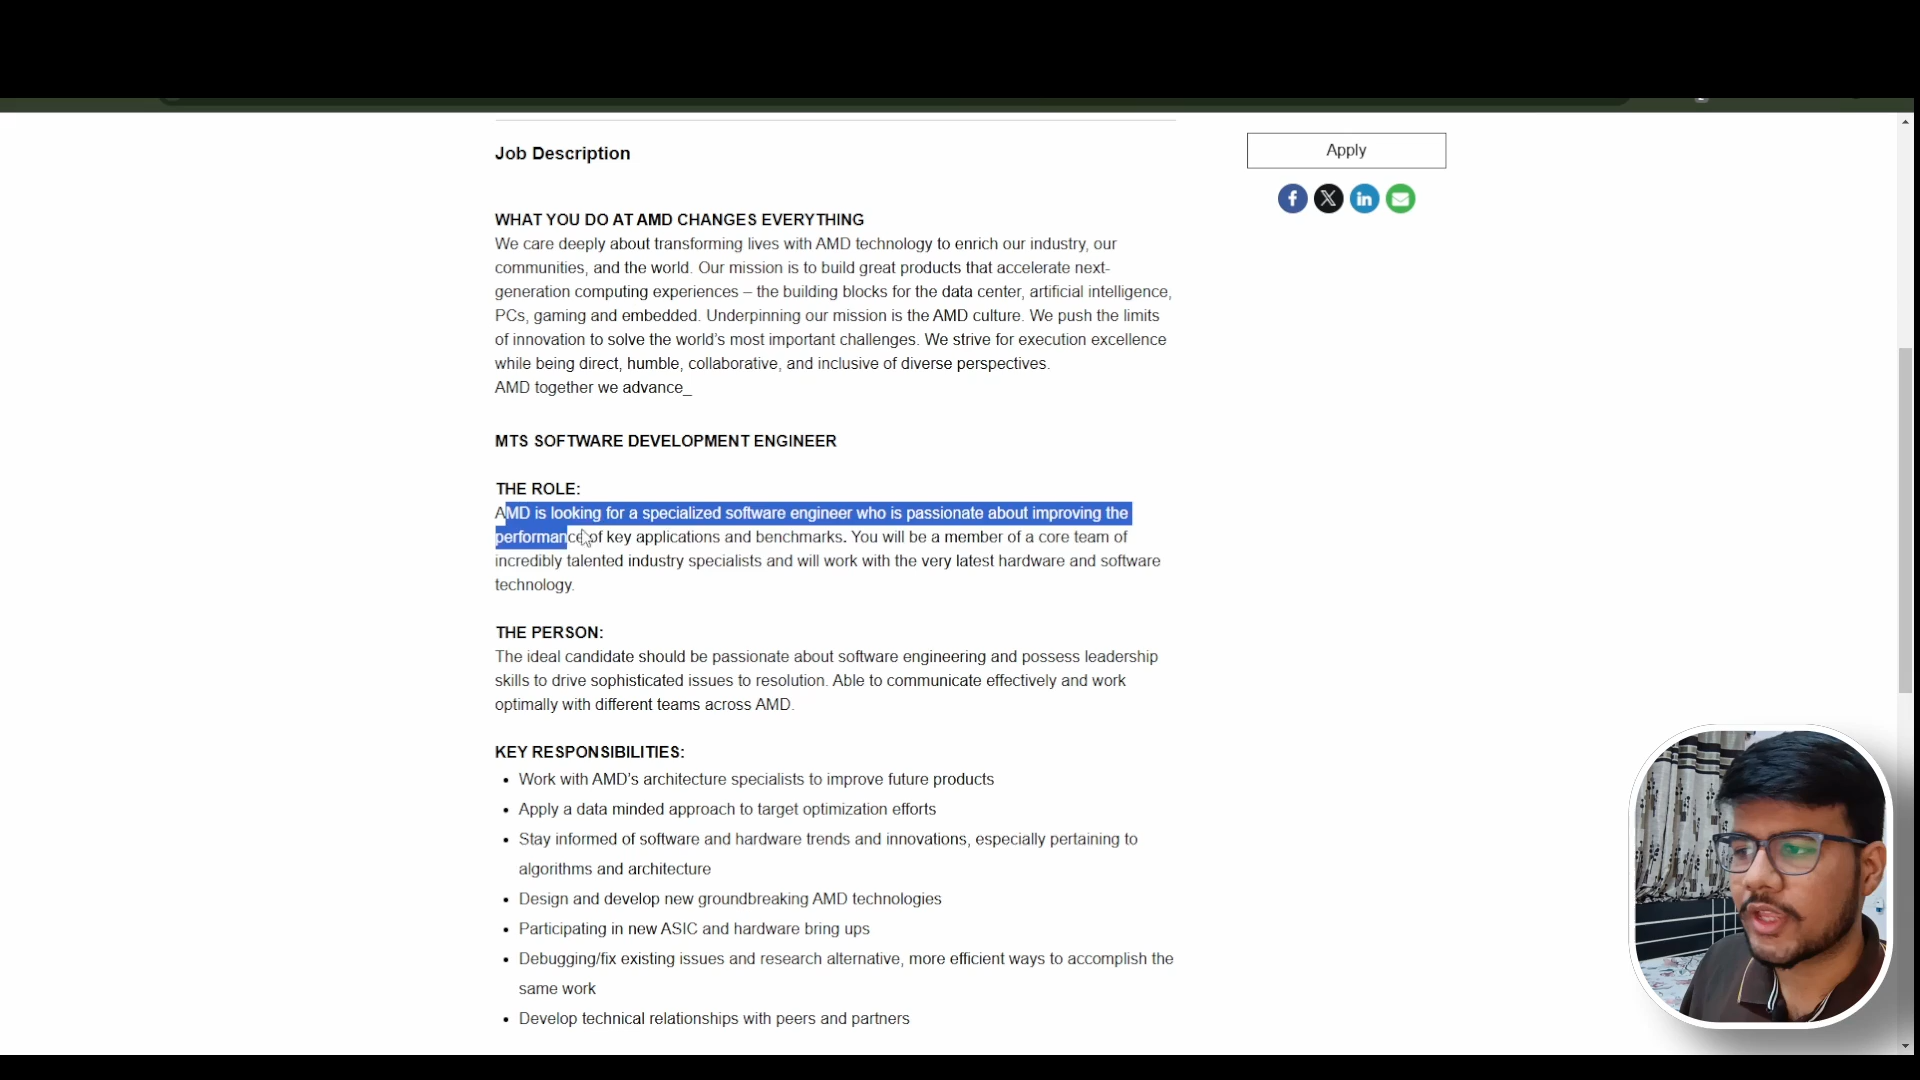 Job Description
Apply
WHAT YOU DO AT AMD CHANGES EVERYTHING
We care deeply about transforming lives with AMD technology to enrich our industry, our
communities, and the world. Our mission is to build great products that accelerate next-
generation computing experiences – the building blocks for the data center, artificial intelligence,
PCs, gaming and embedded. Underpinning our mission is the AMD culture. We push the limits
of innovation to solve the world's most important challenges. We strive for execution excellence
while being direct, humble, collaborative, and inclusive of diverse perspectives.
AMD together we advance_
MTS SOFTWARE DEVELOPMENT ENGINEER
THE ROLE:
AMD is looking for a specialized software engineer who is passionate about improving the
performance of key applications and benchmarks. You will be a member of a core team of
incredibly talented industry specialists and will work with the very latest hardware and software
technology.
THE PERSON:
The ideal candidate should be passionate about software engineering and possess leadership
skills to drive sophisticated issues to resolution. Able to communicate effectively and work
optimally with different teams across AMD.
KEY RESPONSIBILITIES:
• Work with AMD's architecture specialists to improve future products
• Apply a data minded approach to target optimization efforts
• Stay informed of software and hardware trends and innovations, especially pertaining to
algorithms and architecture
• Design and develop new groundbreaking AMD technologies
• Participating in new ASIC and hardware bring ups
• Debugging/fix existing issues and research alternative, more efficient ways to accomplish the
same work
• Develop technical relationships with peers and partners